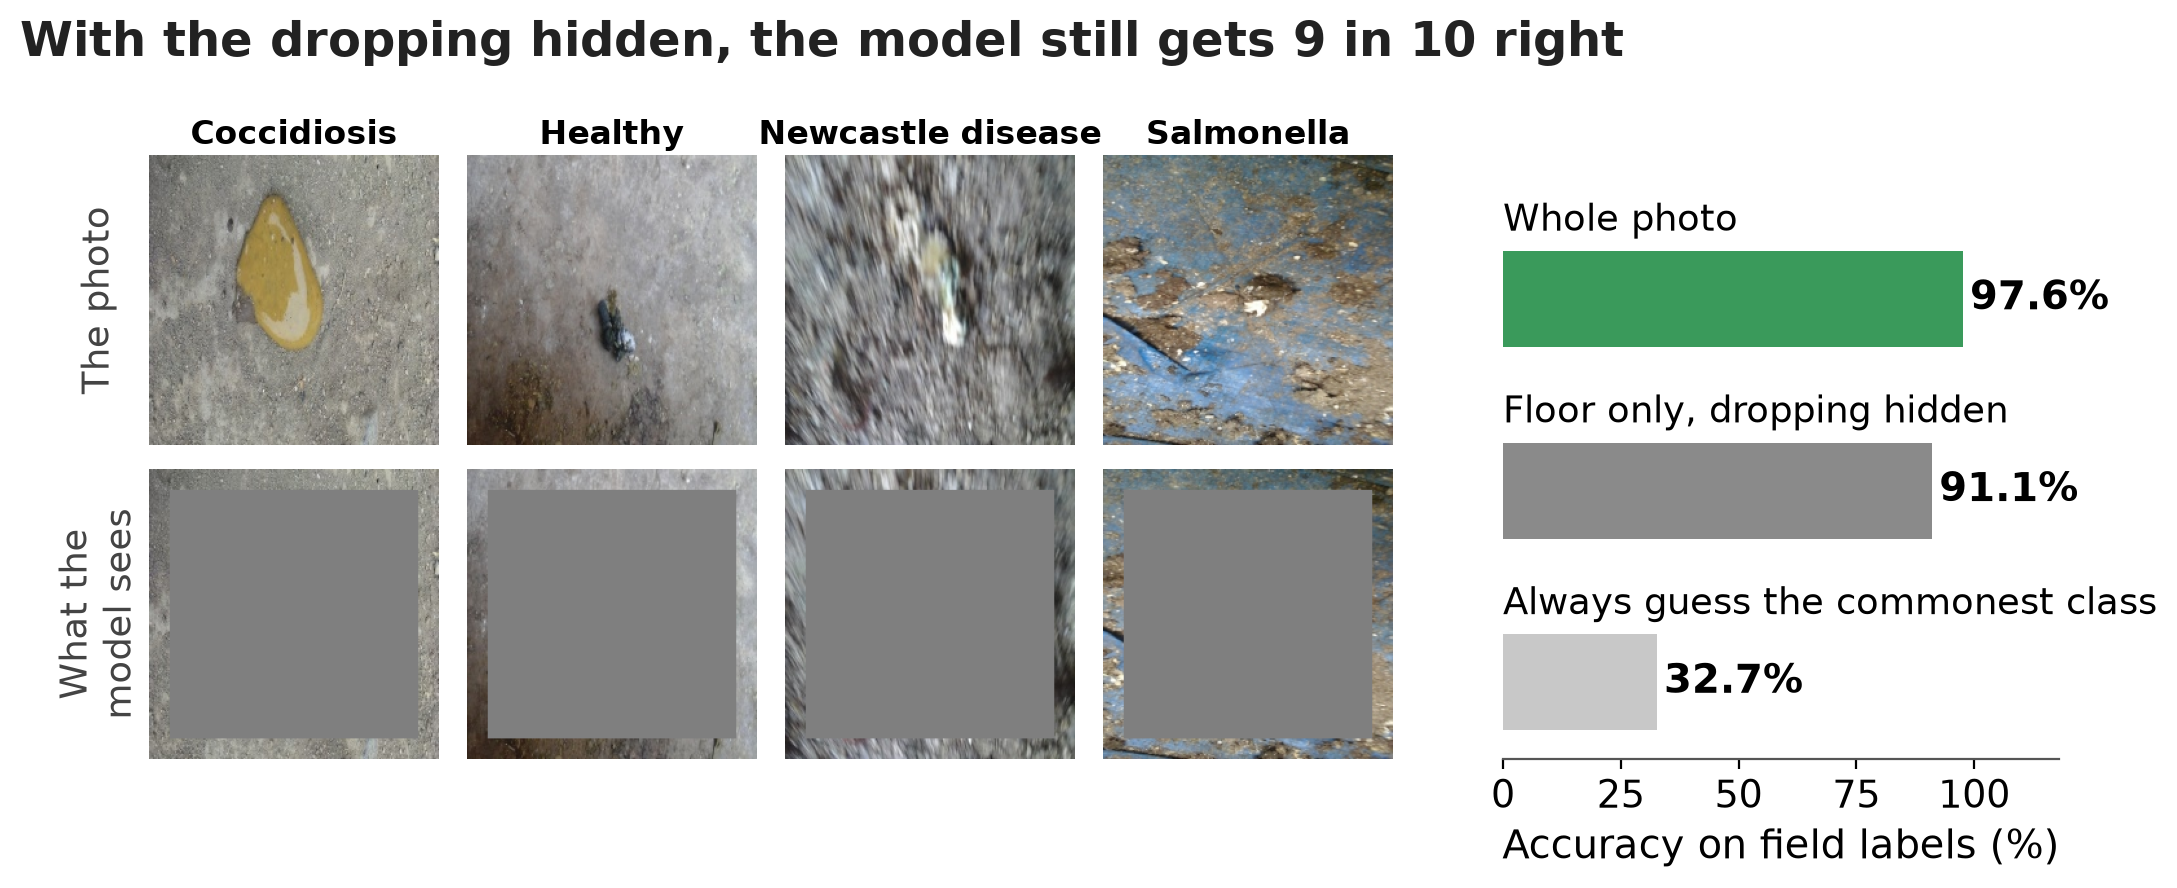 With the dropping hidden, the model still gets 9 in 10 right
Coccidiosis
Healthy
Newcastle disease
Salmonella
The photo
What the
model sees
Whole photo
97.6%
Floor only, dropping hidden
91.1%
Always guess the commonest class
32.7%
0 25 50 75 100
Accuracy on field labels (%)